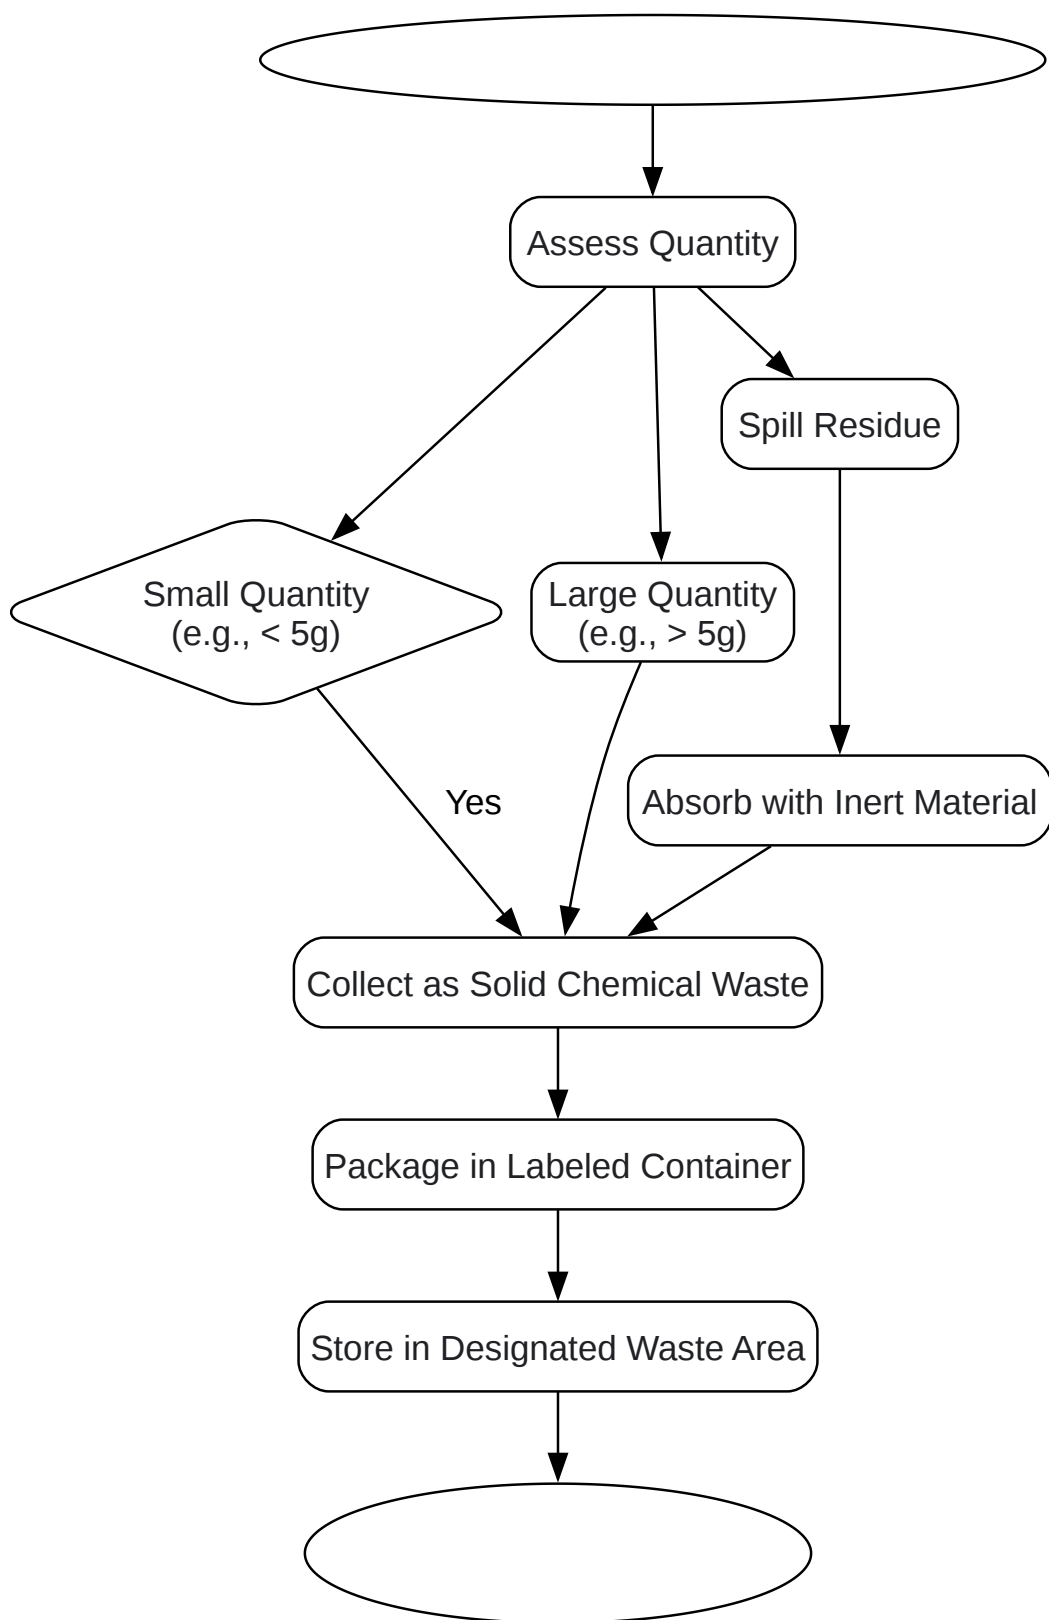 Assess Quantity
Spill Residue
Small Quantity
(e.g., < 5g)
Large Quantity
(e.g., > 5g)
Yes
Absorb with Inert Material
Collect as Solid Chemical Waste
Package in Labeled Container
Store in Designated Waste Area